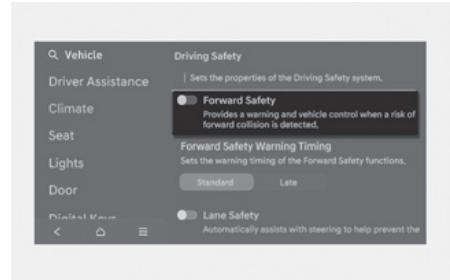 Vehicle
Driver Assistance
Climate
Seat
Lights
Door
Digital Keys
Driving Safety
Sets the properties of the Driving Safety system.
Forward Safety
Provides a warning and vehicle control when a risk of
forward collision is detected.
Forward Safety Warning Timing
Sets the warning timing of the Forward Safety functions.
Standard Late
Lane Safety
Automatically assists with steering to help prevent the